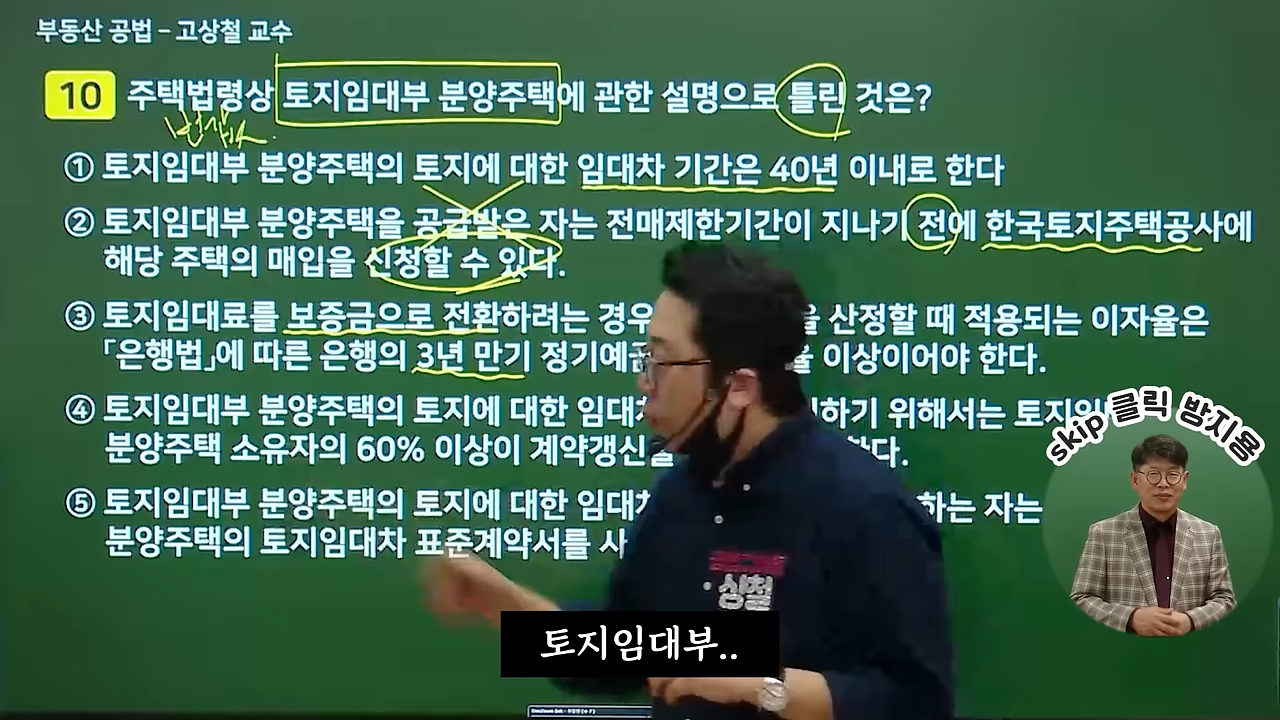 부동산 공법 – 고상철 교수
10 주택법령상 토지임대부 분양주택에 관한 설명으로 틀린 것은?
① 토지임대부 분양주택의 토지에 대한 임대차 기간은 40년 이내로 한다
② 토지임대부 분양주택을 공급받은 자는 전매제한기간이 지나기 전에 한국토지주택공사에
해당 주택의 매입을 신청할 수 있다.
③ 토지임대료를 보증금으로 전환하려는 경우 을 산정할 때 적용되는 이자율은
「은행법」에 따른 은행의 3년 만기 정기예금 이상이어야 한다.
④ 토지임대부 분양주택의 토지에 대한 임대차 하기 위해서는 토지임
분양주택 소유자의 60% 이상이 계약갱신을 한다.
⑤ 토지임대부 분양주택의 토지에 대한 임대차 하는 자는
분양주택의 토지임대차 표준계약서를 사
skip 클릭 방지용
상철
토지임대부..